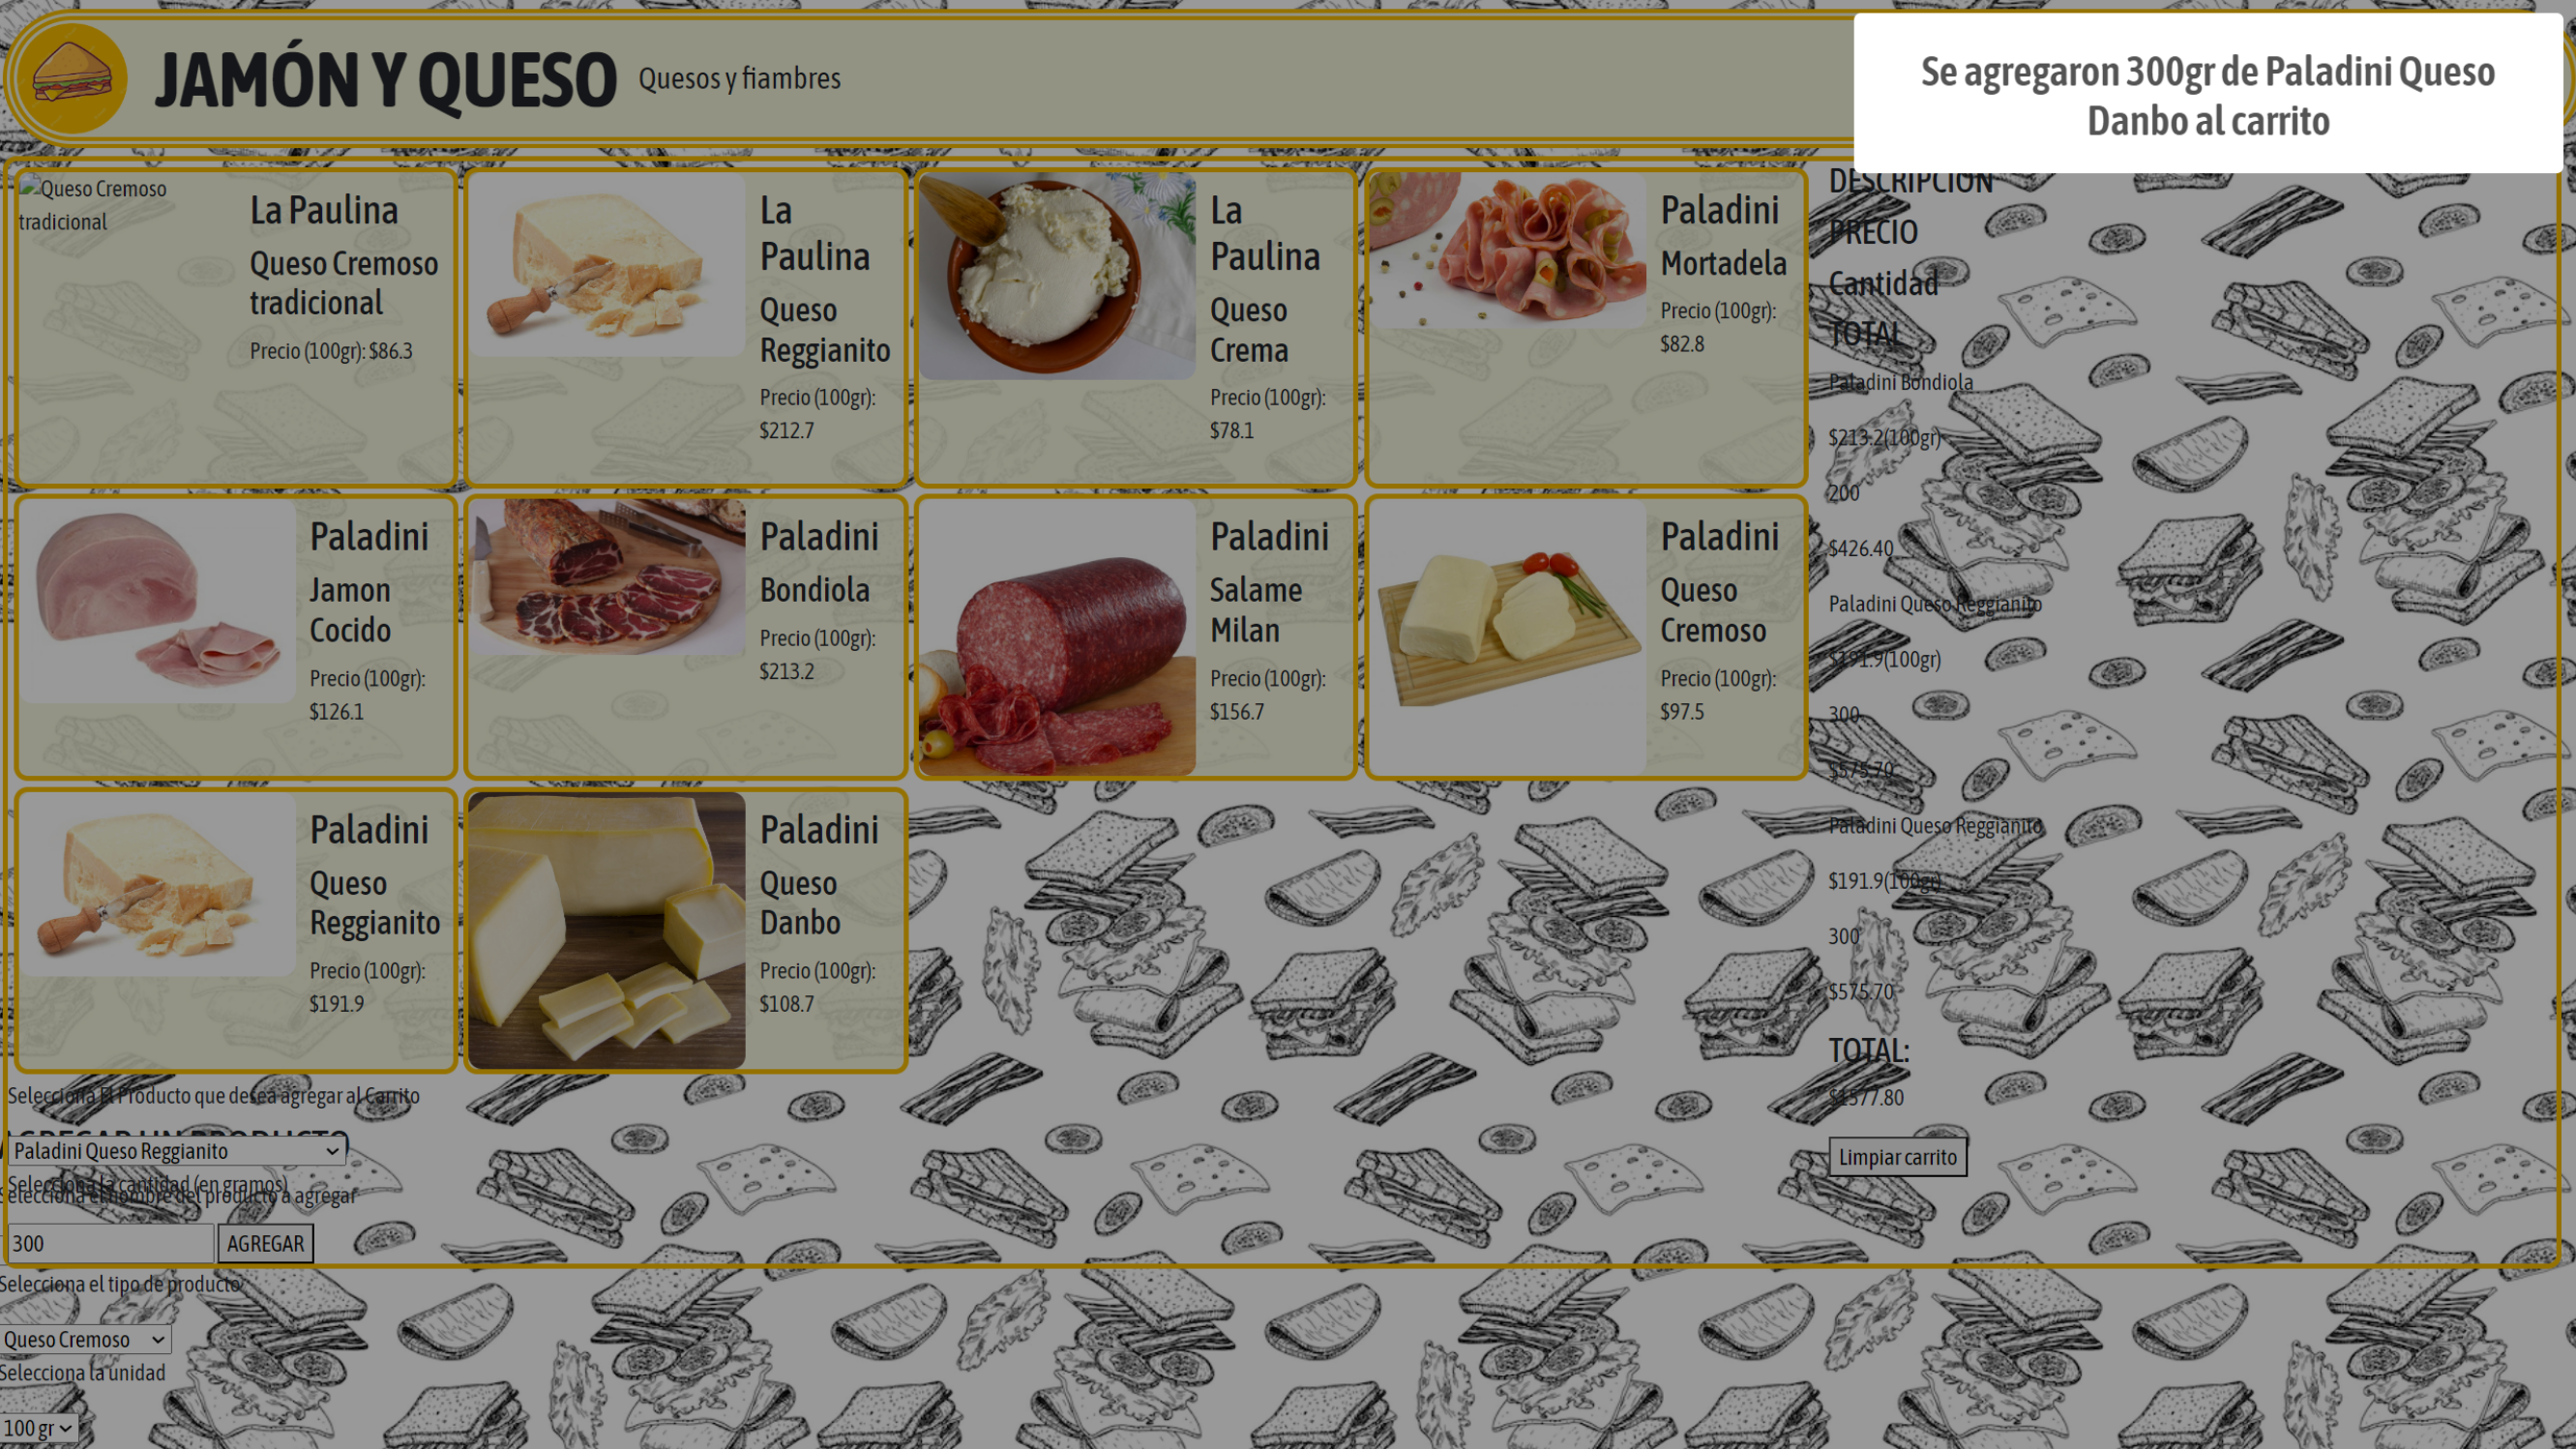 JAMÓN Y QUESO
Quesos y fiambres
Se agregaron 300gr de Paladini Queso
Danbo al carrito
Queso Cremoso
tradicional
La Paulina
Queso Cremoso
tradicional
Precio (100gr): $86.3
La
Paulina
Queso
Reggianito
Precio (100gr):
$212.7
La
Paulina
Queso
Crema
Precio (100gr):
$78.1
Paladini
Mortadela
Precio (100gr):
$82.8
Paladini
Jamon
Cocido
Precio (100gr):
$126.1
Paladini
Bondiola
Precio (100gr):
$213.2
Paladini
Salame
Milan
Precio (100gr):
$156.7
Paladini
Queso
Cremoso
Precio (100gr):
$97.5
Paladini
Queso
Reggianito
Precio (100gr):
$191.9
Paladini
Queso
Danbo
Precio (100gr):
$108.7
DESCRIPCION
PRECIO
Cantidad
TOTAL
Paladini Bondiola
$213.2(100gr)
200
$426.40
Paladini Queso Reggianito
$191.9(100gr)
300
$575.70
Paladini Queso Reggianito
$191.9(100gr)
300
$575.70
TOTAL:
$1577.80
Limpiar carrito
Selecciona El Producto que desea agregar al Carrito
AGREGAR UN PRODUCTO
Paladini Queso Reggianito
Selecciona la cantidad (en gramos)
Selecciona el nombre del producto a agregar
300
AGREGAR
Selecciona el tipo de producto
Queso Cremoso
Selecciona la unidad
100 gr